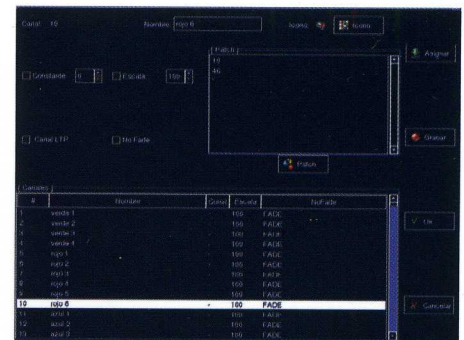 Canal 10 Nombre rojo 6 Icono Icono
[ Patch ]
16
46
Asignar
Constante 0 Escala 100
Canal LTP No Fade
Grabar
Patch
[ Canales ]
# Nombre Const Escala NoFade
1 verde 1 - 100 FADE
2 verde 2 - 100 FADE
3 verde 3 - 100 FADE
4 verde 4 - 100 FADE
5 rojo 1 - 100 FADE
6 rojo 2 - 100 FADE
7 rojo 3 - 100 FADE
8 rojo 4 - 100 FADE
9 rojo 5 - 100 FADE
10 rojo 6 - 100 FADE
11 azul 1 - 100 FADE
12 azul 2 - 100 FADE
13 azul 3 - 100 FADE
Cancelar